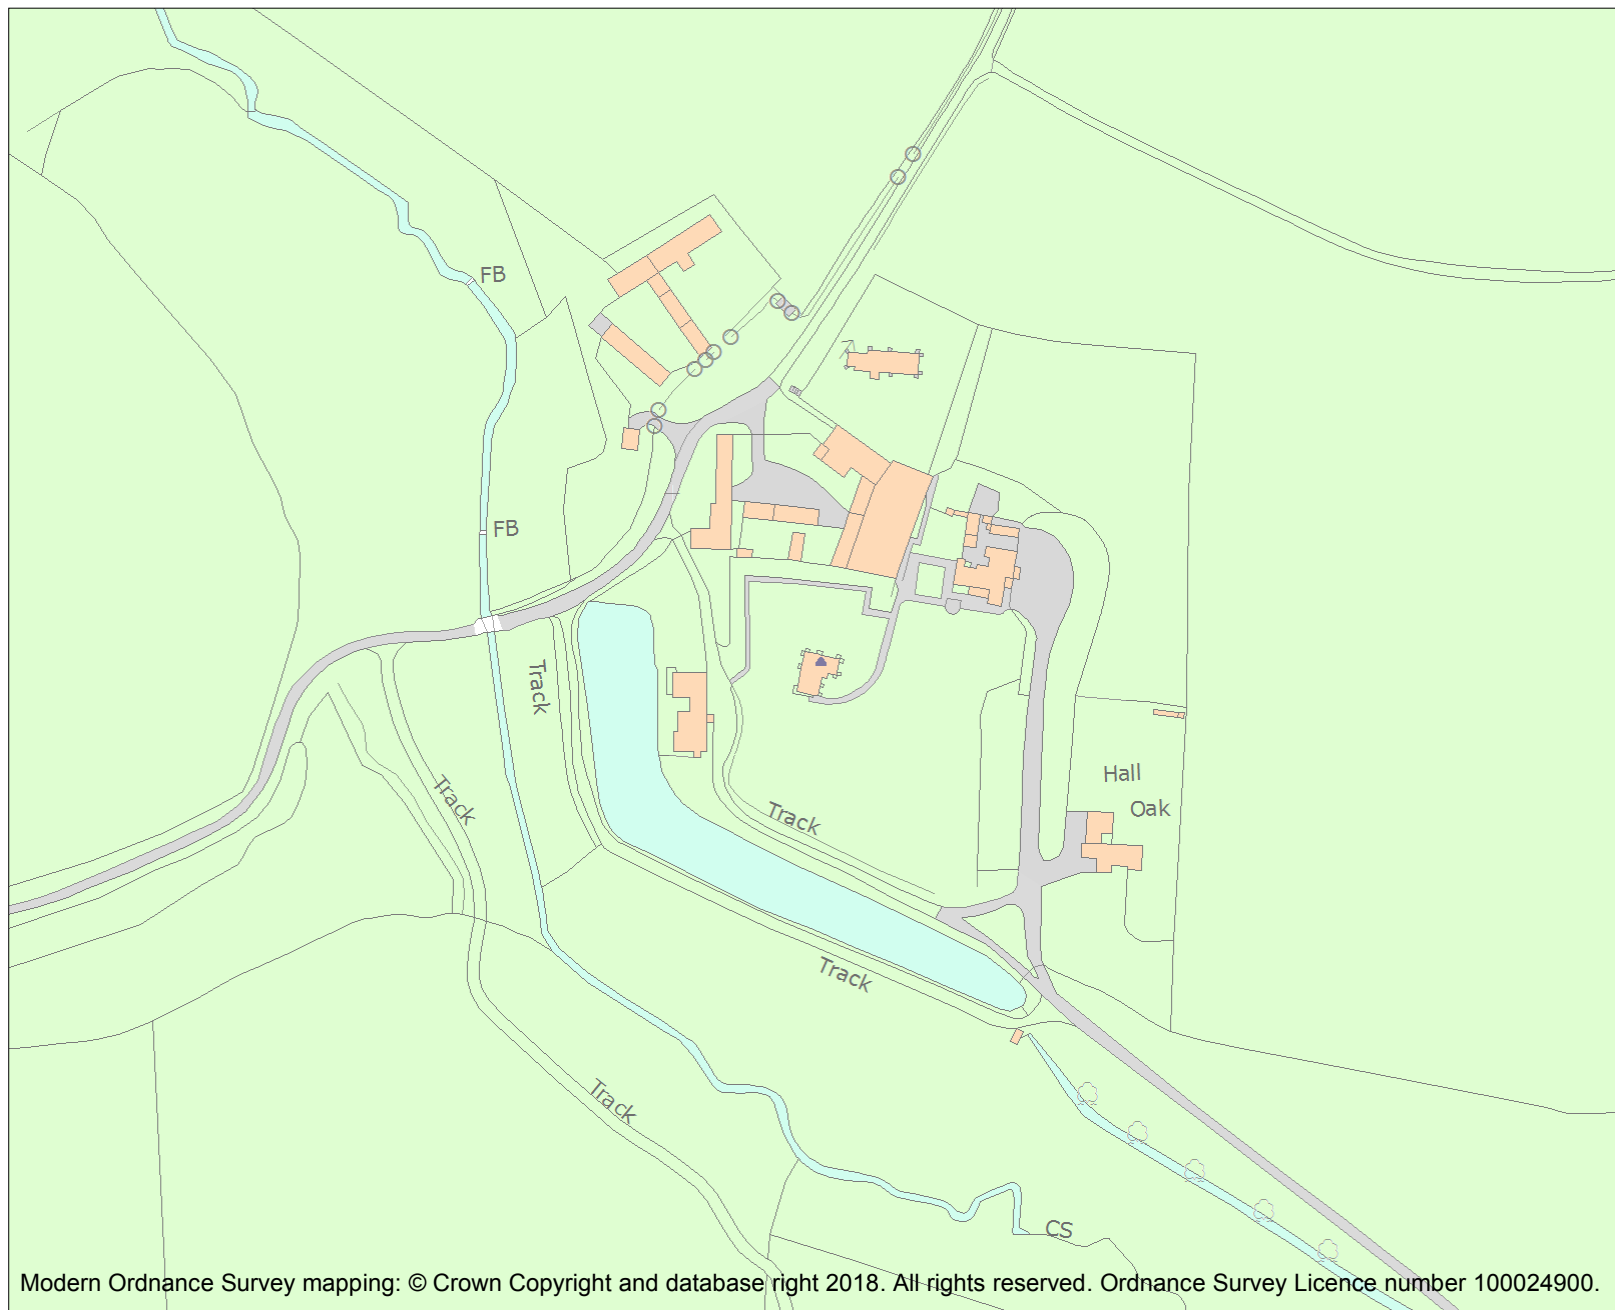 FB
FB
Track
Track
Hall
Oak
Track
Track
Track
CS
Modern Ordnance Survey mapping: © Crown Copyright and database right 2018. All rights reserved. Ordnance Survey Licence number 100024900.